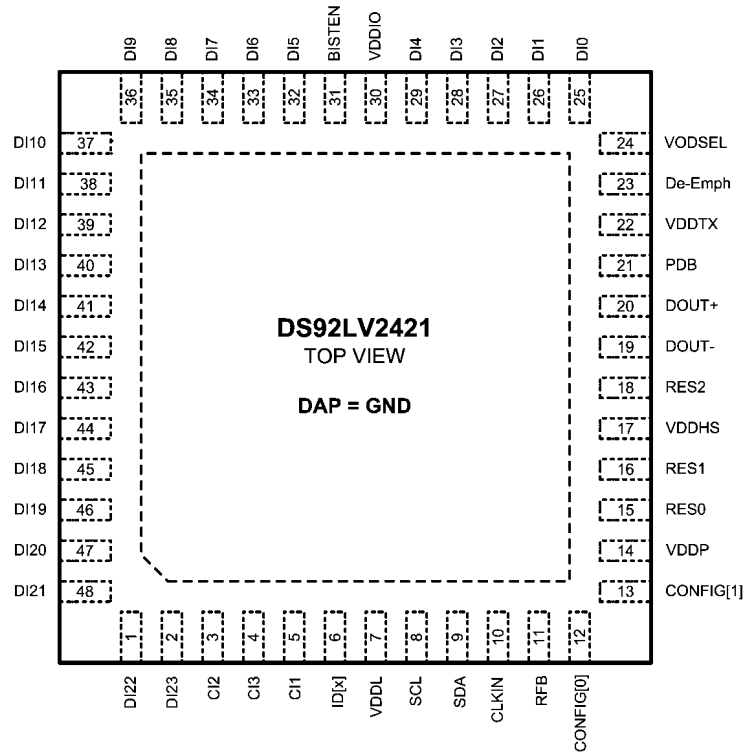 DI9 DI8 DI7 DI6 DI5 BISTEN VDDIO DI4 DI3 DI2 DI1 DI0
36 35 34 33 32 31 30 29 28 27 26 25
DI10 37 24 VODSEL
DI11 38 23 De-Emph
DI12 39 22 VDDTX
DI13 40 21 PDB
DI14 41 20 DOUT+
DS92LV2421
DI15 42 19 DOUT-
TOP VIEW
DI16 43 18 RES2
DAP = GND
DI17 44 17 VDDHS
DI18 45 16 RES1
DI19 46 15 RES0
DI20 47 14 VDDP
DI21 48 13 CONFIG[1]
1 2 3 4 5 6 7 8 9 10 11 12
DI22 DI23 CI2 CI3 CI1 ID[x] VDDL SCL SDA CLKIN RFB CONFIG[0]